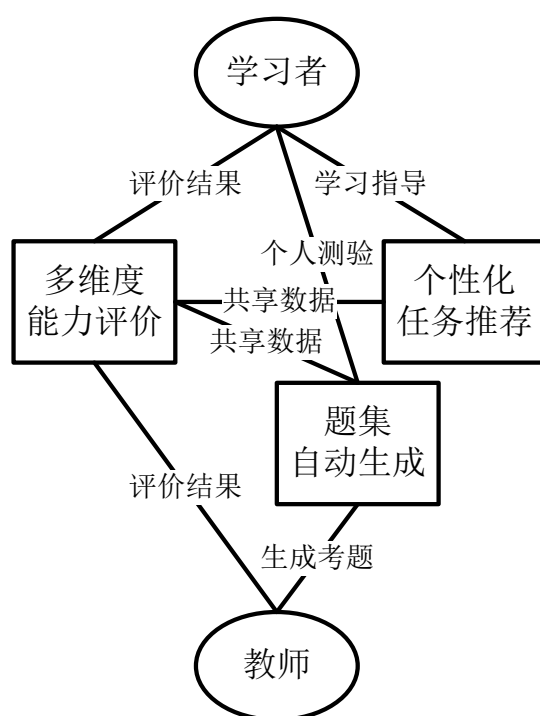 学习者
评价结果
学习指导
个人测验
多维度
能力评价
个性化
任务推荐
共享数据
共享数据
题集
自动生成
评价结果
生成考题
教师